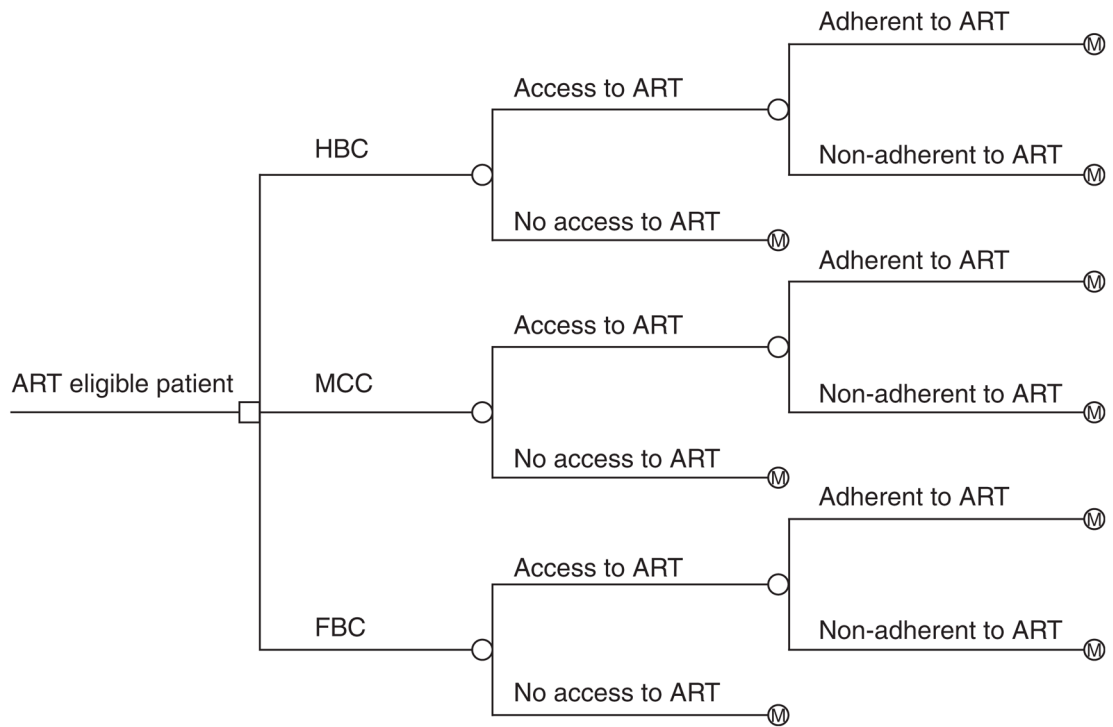 Adherent to ART
M
Access to ART
HBC
Non-adherent to ART
M
No access to ART
M
Adherent to ART
M
Access to ART
ART eligible patient
MCC
Non-adherent to ART
M
No access to ART
M
Adherent to ART
M
Access to ART
FBC
Non-adherent to ART
M
No access to ART
M